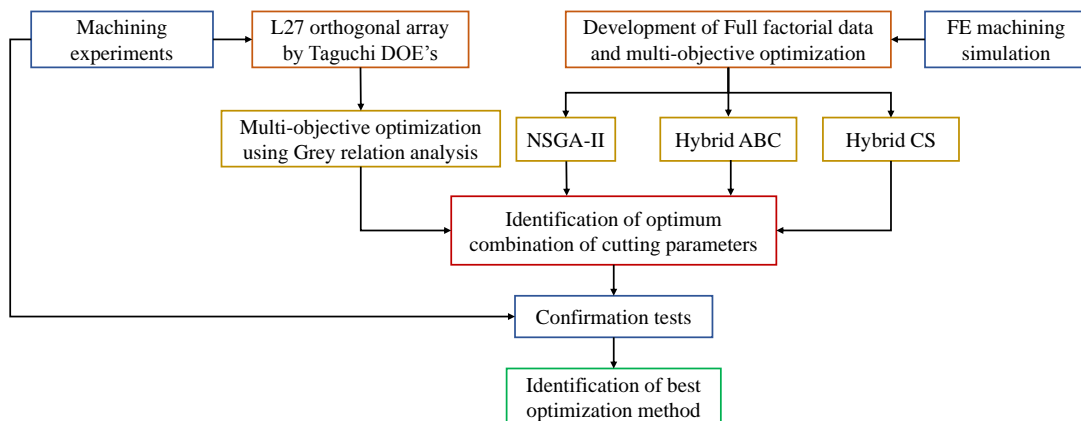 Machining
experiments
L27 orthogonal array
by Taguchi DOE’s
Development of Full factorial data
and multi-objective optimization
FE machining
simulation
Multi-objective optimization
using Grey relation analysis
NSGA-II
Hybrid ABC
Hybrid CS
Identification of optimum
combination of cutting parameters
Confirmation tests
Identification of best
optimization method